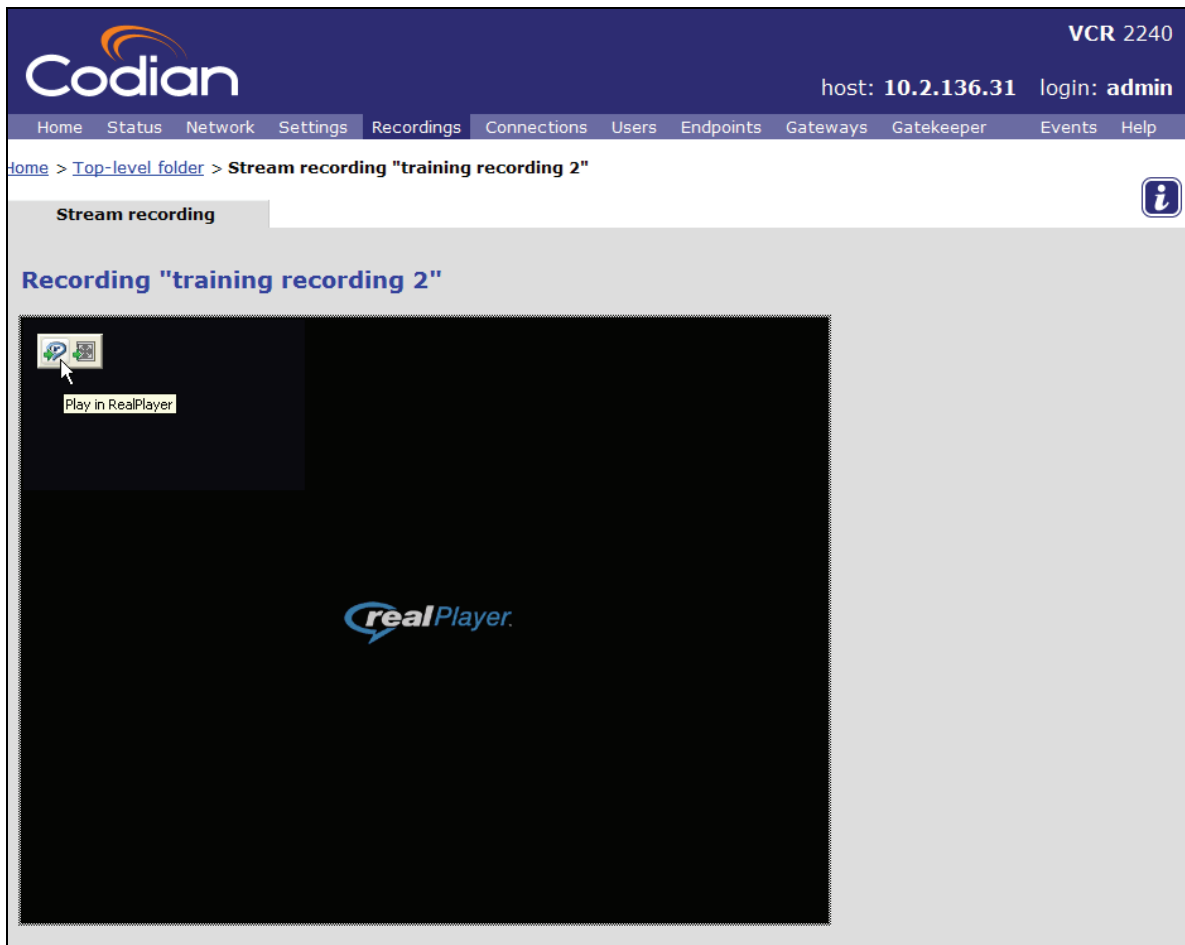 Codian
VCR 2240
host: 10.2.136.31 login: admin
Home Status Network Settings Recordings Connections Users Endpoints Gateways Gatekeeper Events Help
Home > Top-level folder > Stream recording "training recording 2"
i
Stream recording
Recording "training recording 2"
Play in RealPlayer
realPlayer.